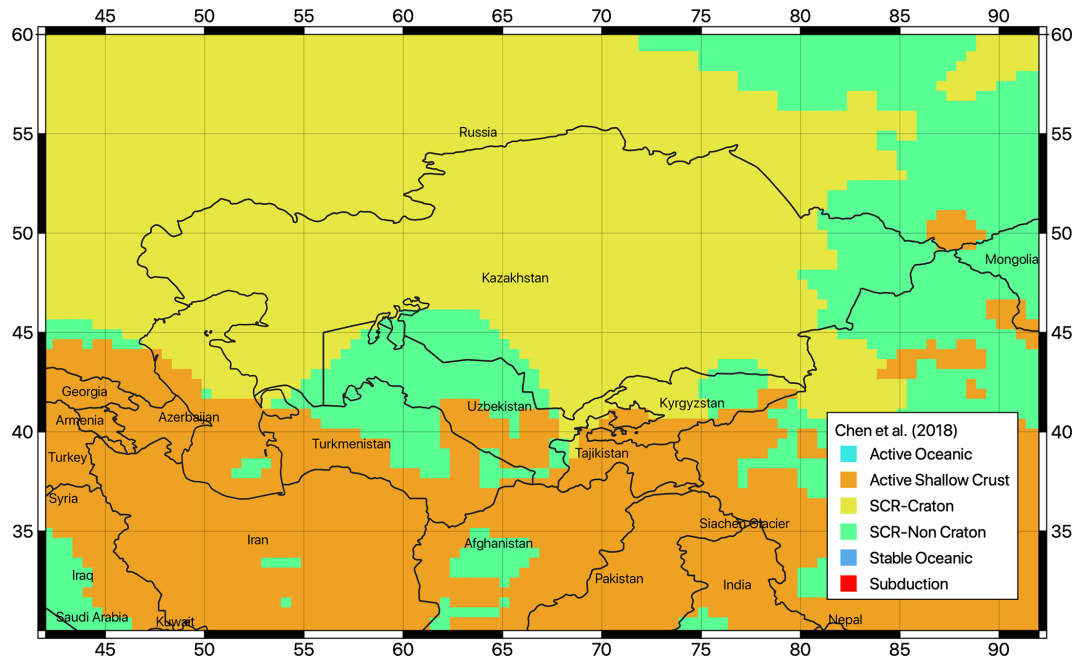 45 50 55 60 65 70 75 80 85 90
60 60
Russia
55 55
50 50
Mongolia
Kazakhstan
45 45
Georgia
Kyrgyzstan
Uzbekistan
Azerbaijan
Armenia
Chen et al. (2018)
40 40
Turkmenistan
Tajikistan
Turkey
Active Oceanic
Active Shallow Crust
Syria
SCR-Craton
Siachen Glacier
SCR-Non Craton
35 35
Iran
Afghanistan
Stable Oceanic
Iraq
Pakistan
India
Subduction
Saudi Arabia
Kuwait
Nepal
45 50 55 60 65 70 75 80 85 90